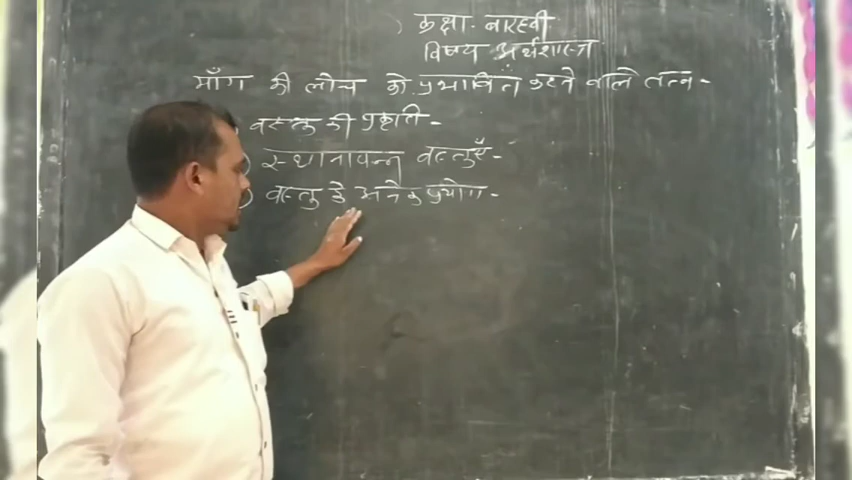 कक्षा - बारहवीं
विषय अर्थशास्त्र
माँग की लोच को प्रभावित करने वाले तत्व -
वस्तु की प्रकृति -
स्थानापन्न वस्तुएँ -
वस्तु के अनेक प्रयोग -